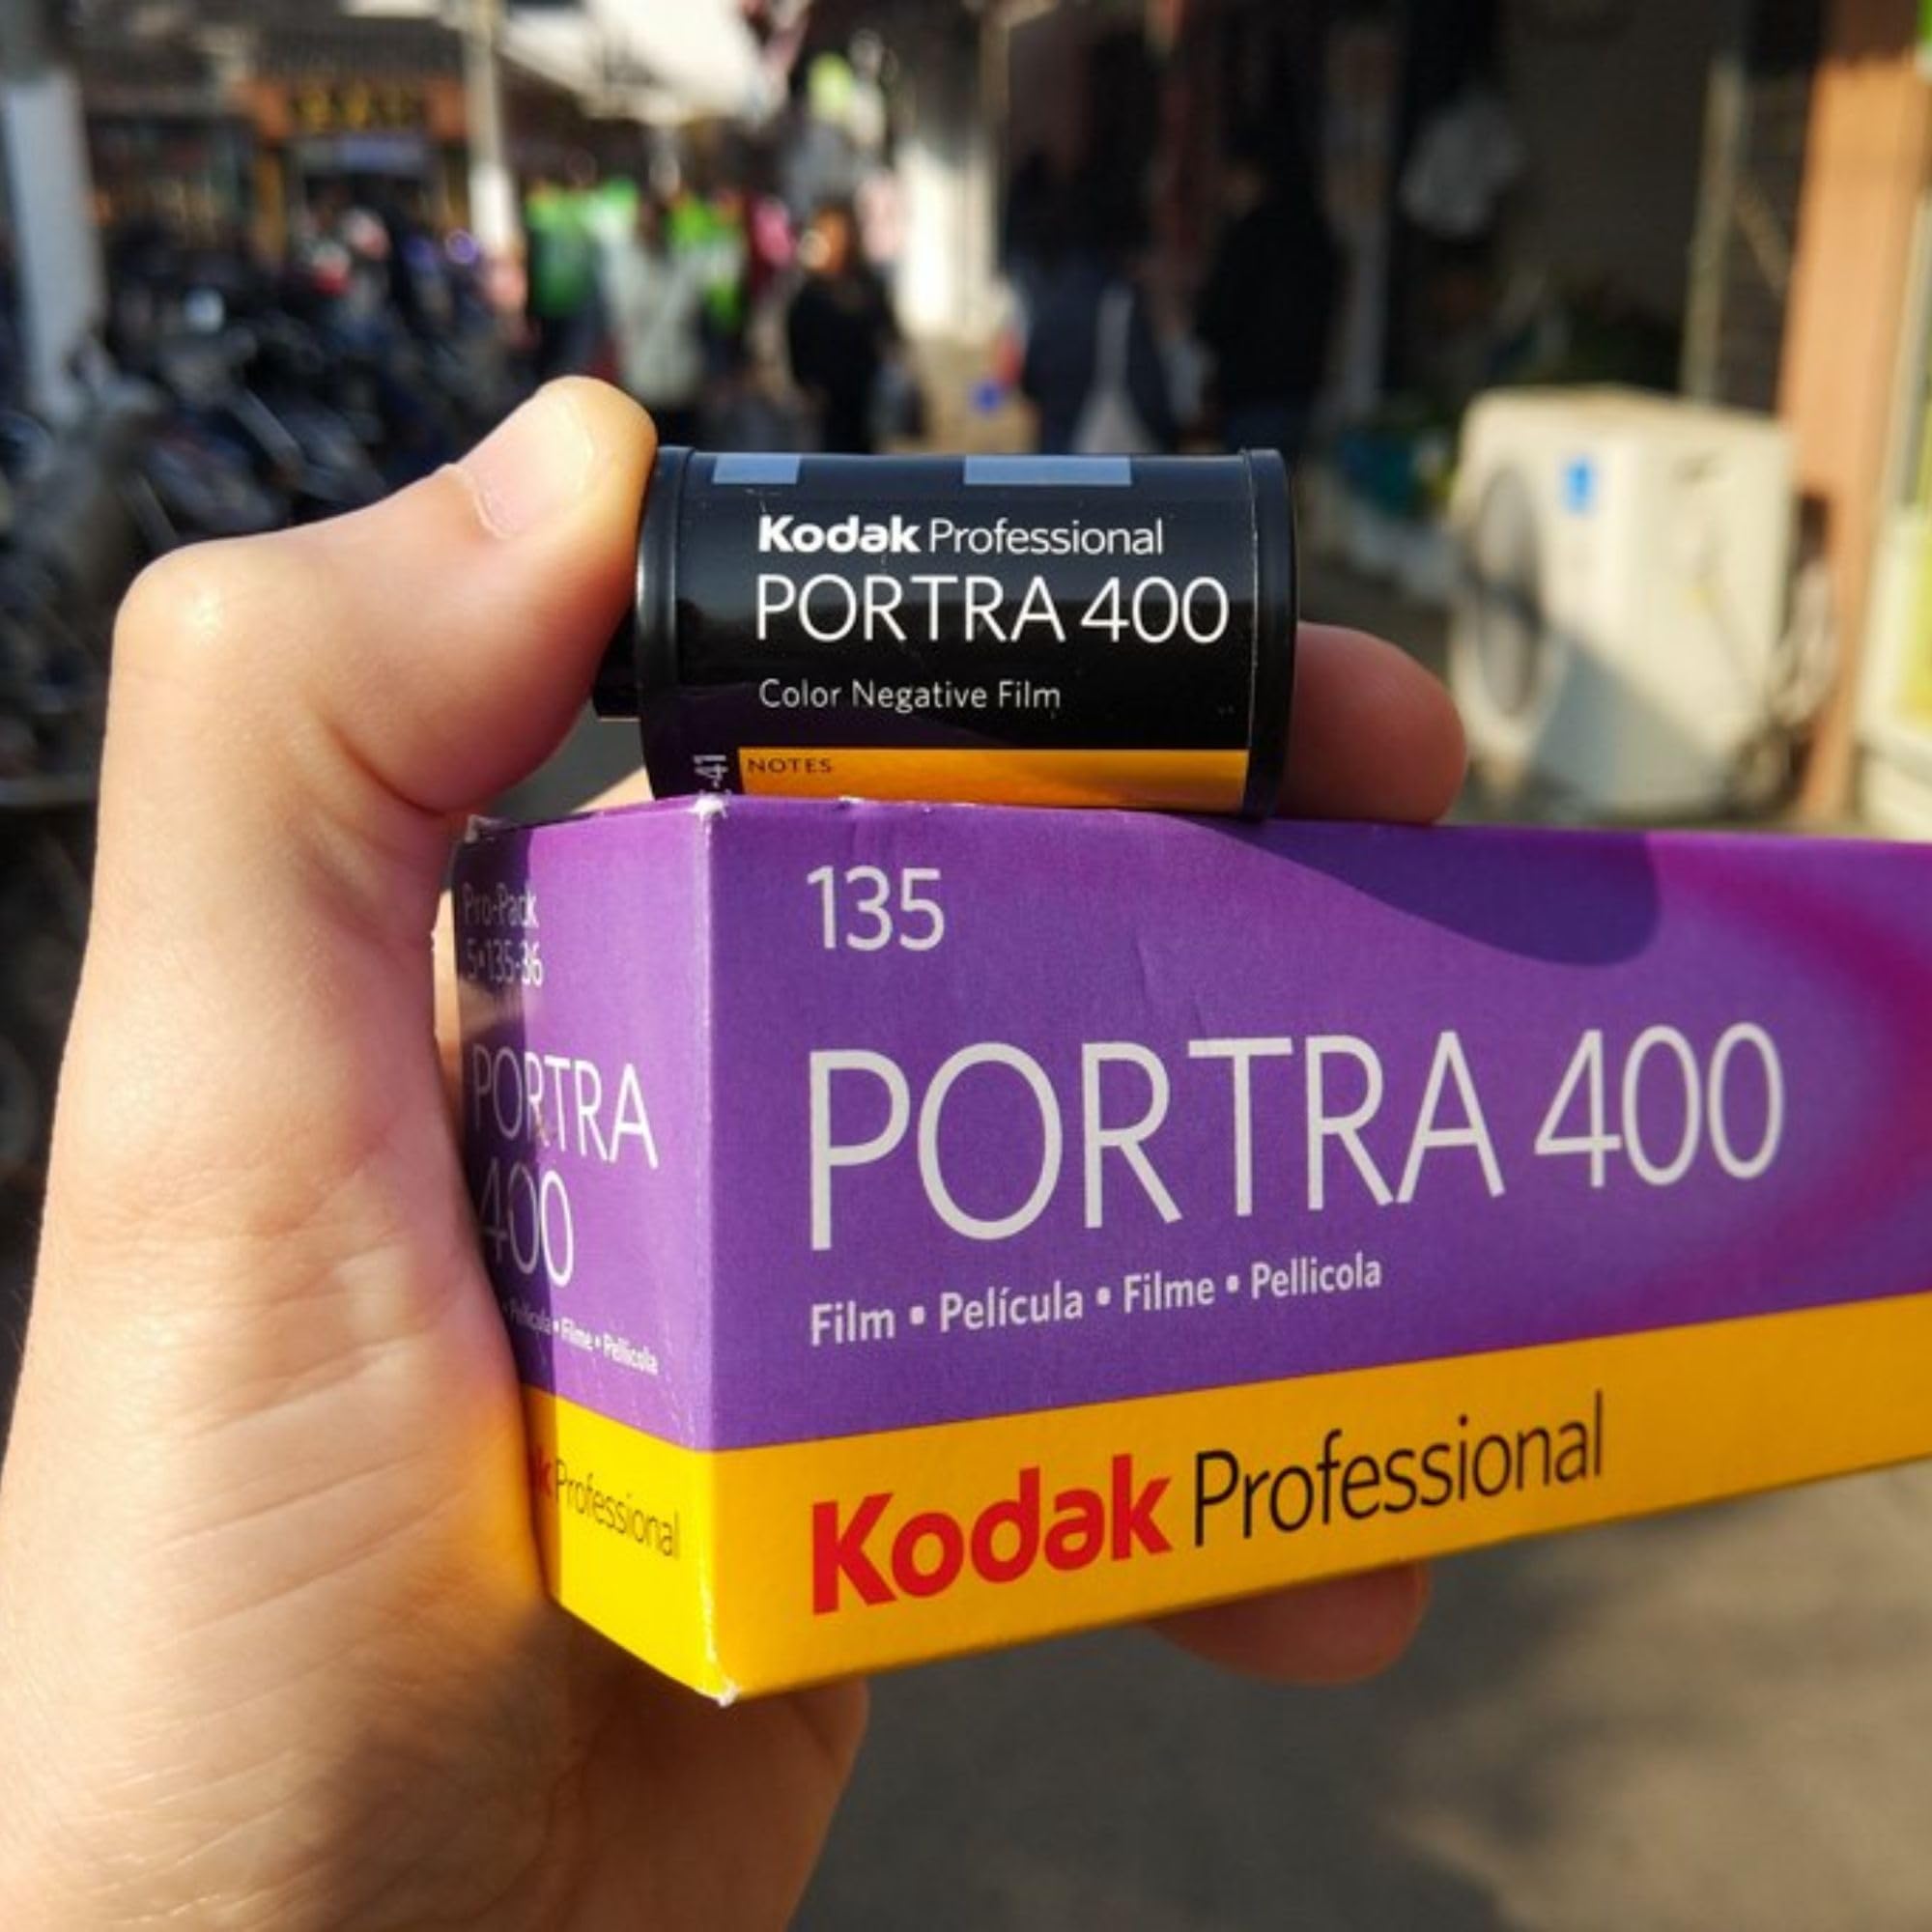 Kodak Professional
PORTRA 400
Color Negative Film
-41
NOTES
Pro-Pack
5•135-36
PORTRA
400
• Película • Filme • Pellicola
k Professional
135
PORTRA 400
Film • Película • Filme • Pellicola
Kodak Professional